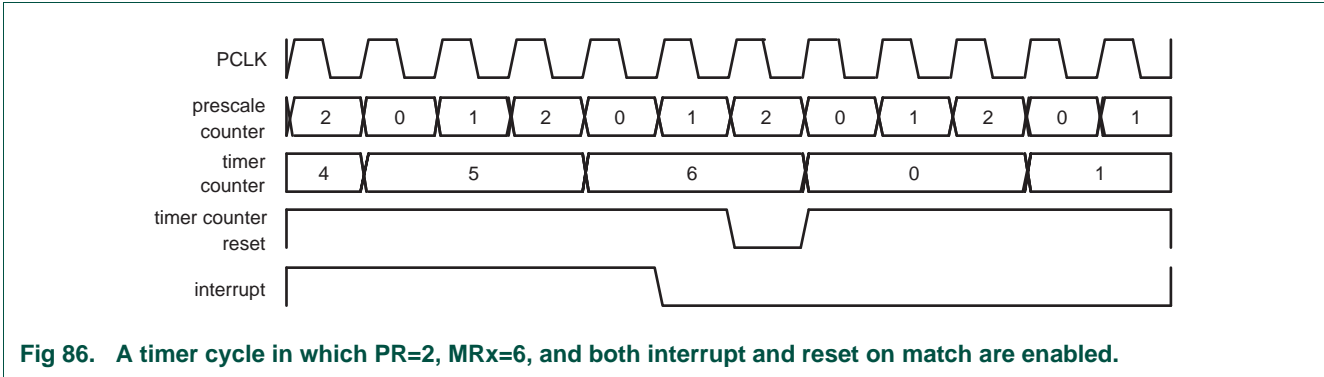 PCLK
prescale
counter
2 0 1 2 0 1 2 0 1 2 0 1
timer
counter
4 5 6 0 1
timer counter
reset
interrupt
Fig 86. A timer cycle in which PR=2, MRx=6, and both interrupt and reset on match are enabled.